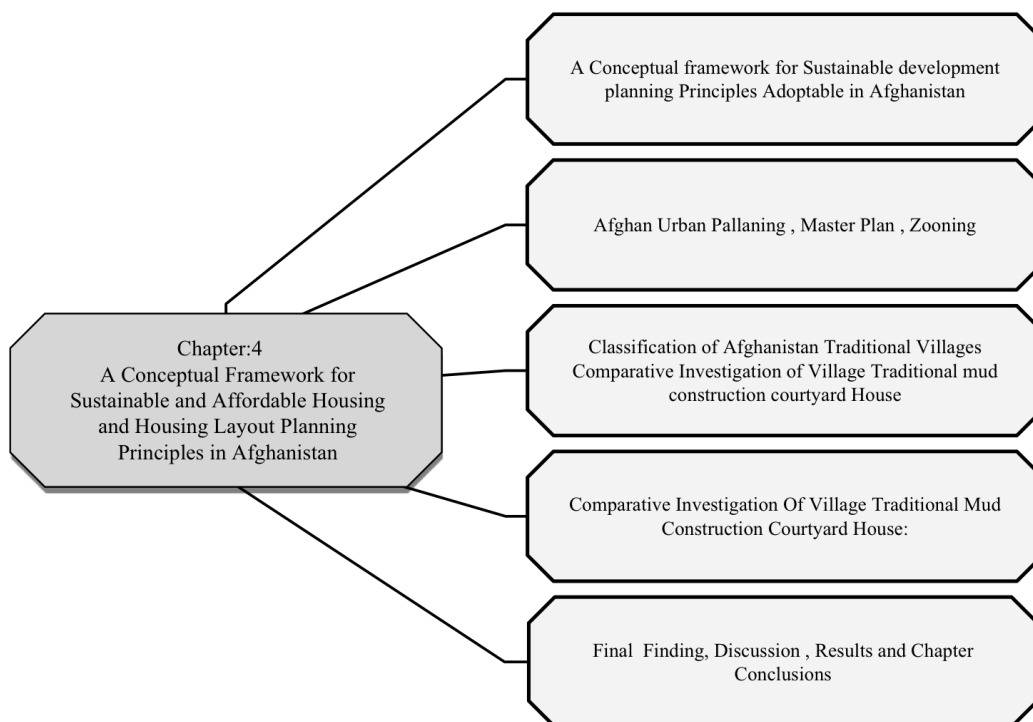 A Conceptual framework for Sustainable development
planning Principles Adoptable in Afghanistan
Afghan Urban Pallaning , Master Plan , Zooning
Chapter:4
A Conceptual Framework for
Sustainable and Affordable Housing
and Housing Layout Planning
Principles in Afghanistan
Classification of Afghanistan Traditional Villages
Comparative Investigation of Village Traditional mud
construction courtyard House
Comparative Investigation Of Village Traditional Mud
Construction Courtyard House:
Final Finding, Discussion , Results and Chapter
Conclusions